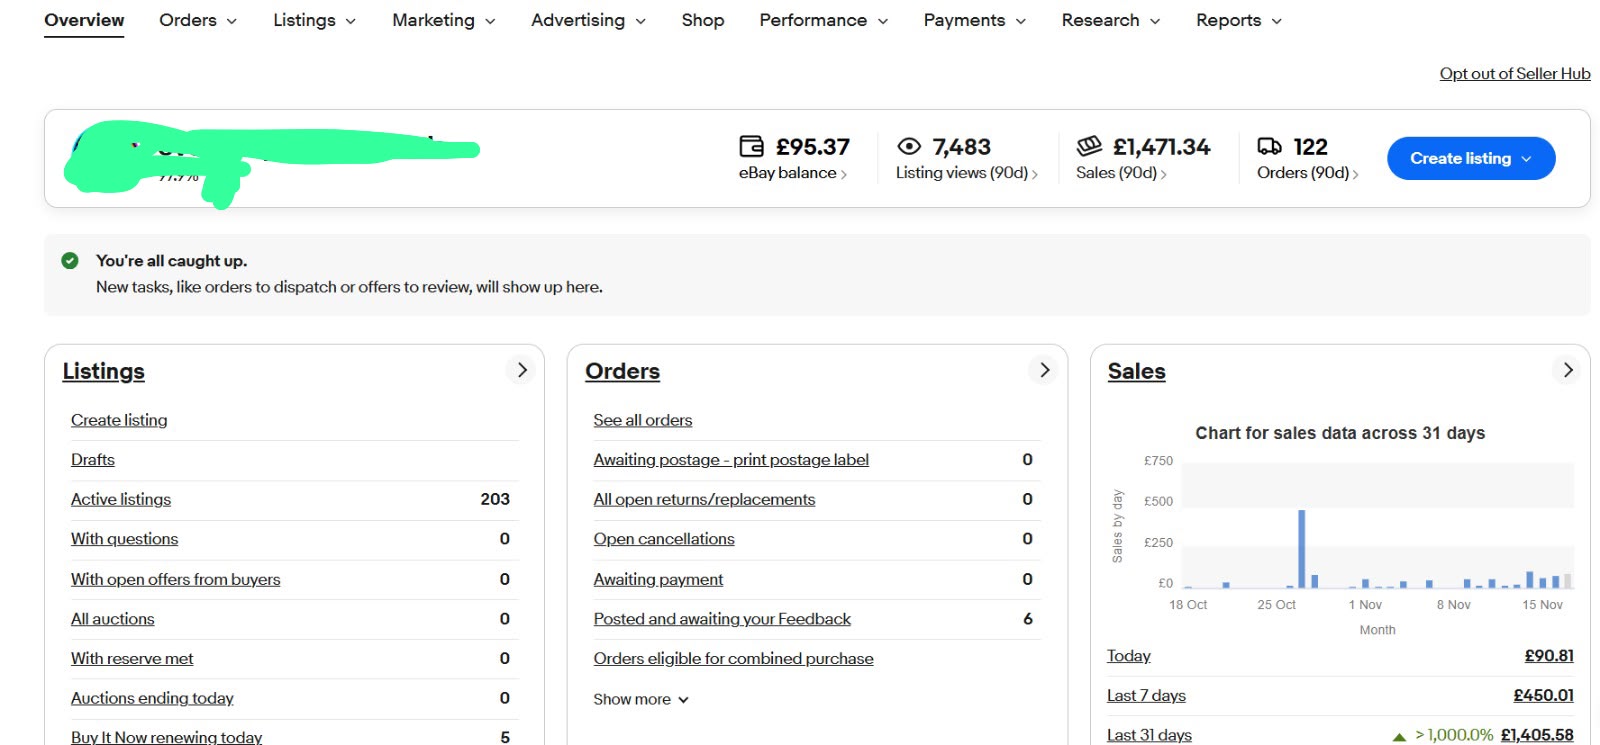 Overview Orders Listings Marketing Advertising Shop Performance Payments Research Reports
Opt out of Seller Hub
£95.37
eBay balance
7,483
Listing views (90d)
£1,471.34
Sales (90d)
122
Orders (90d)
Create listing
You're all caught up.
New tasks, like orders to dispatch or offers to review, will show up here.
Listings
Create listing
Drafts
Active listings 203
With questions 0
With open offers from buyers 0
All auctions 0
With reserve met 0
Auctions ending today 0
Buy It Now renewing today 5
Orders
See all orders
Awaiting postage - print postage label 0
All open returns/replacements 0
Open cancellations 0
Awaiting payment 0
Posted and awaiting your Feedback 6
Orders eligible for combined purchase
Show more
Sales
Chart for sales data across 31 days
Sales by day
£750
£500
£250
£0
18 Oct 25 Oct 1 Nov 8 Nov 15 Nov
Month
Today £90.81
Last 7 days £450.01
Last 31 days >1,000.0% £1,405.58